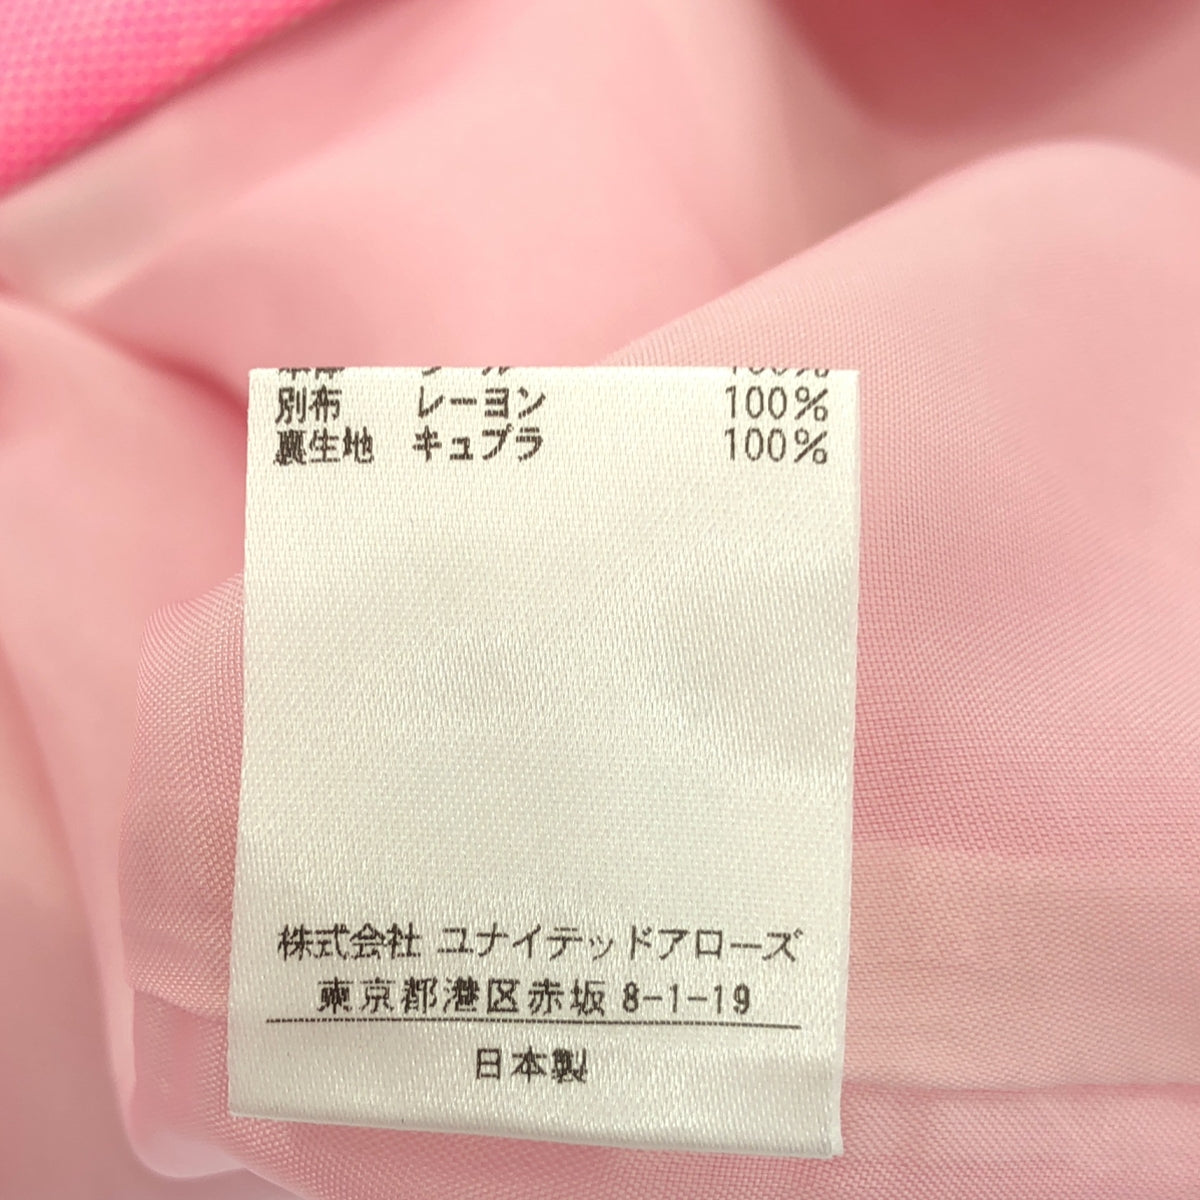 別布 レーヨン 100%
裏生地 キュプラ 100%
株式会社 ユナイテッドアローズ
東京都港区赤坂 8-1-19
日本製